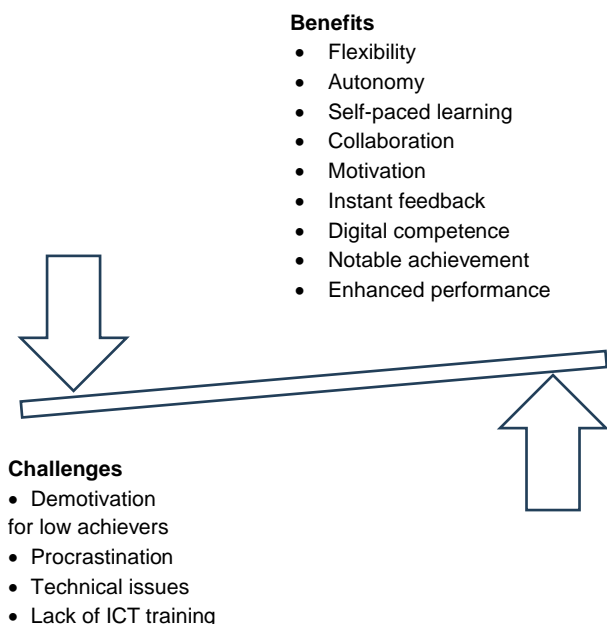 Benefits
• Flexibility
• Autonomy
• Self-paced learning
• Collaboration
• Motivation
• Instant feedback
• Digital competence
• Notable achievement
• Enhanced performance
Challenges
• Demotivation
for low achievers
• Procrastination
• Technical issues
• Lack of ICT training